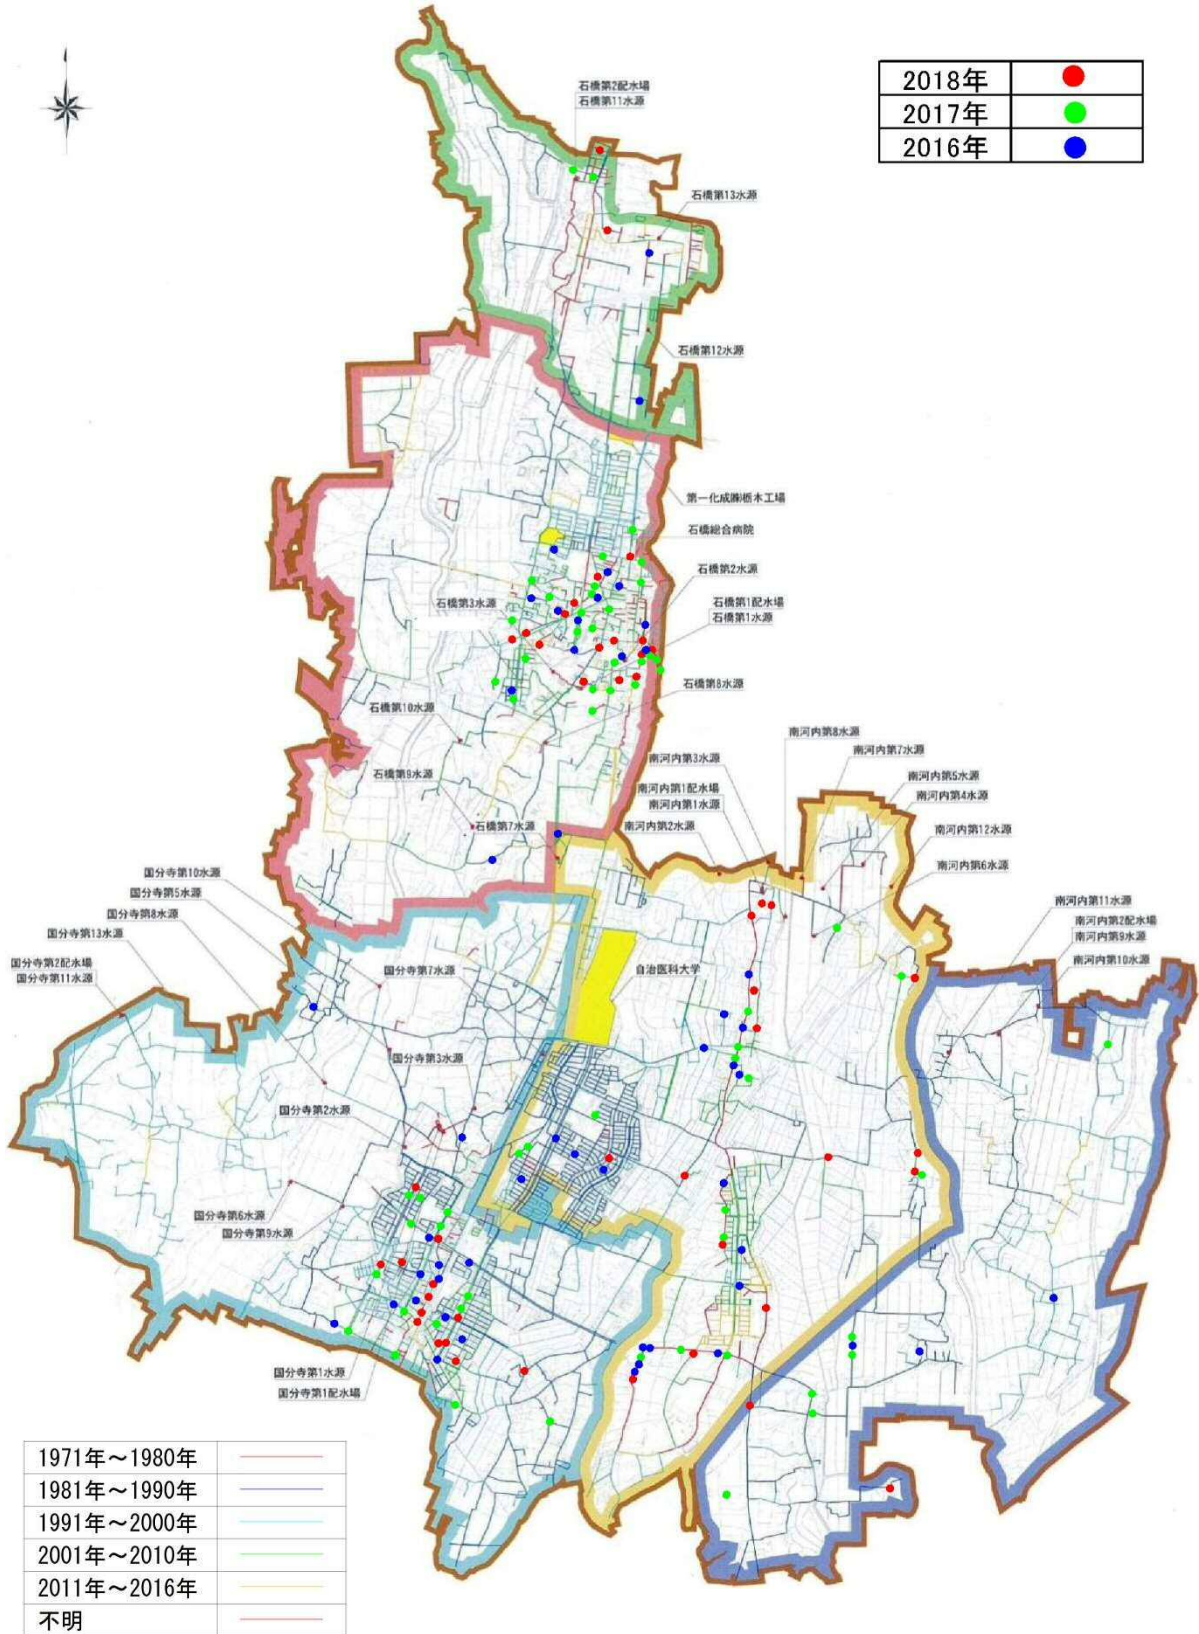 2018年
2017年
2016年
石橋第2配水場
石橋第11水源
石橋第13水源
石橋第12水源
第一化成㈱栃木工場
石橋総合病院
石橋第2水源
石橋第3水源
石橋第1配水場
石橋第1水源
石橋第8水源
石橋第10水源
石橋第9水源
石橋第7水源
南河内第8水源
南河内第3水源
南河内第7水源
南河内第1配水場
南河内第1水源
南河内第2水源
南河内第5水源
南河内第4水源
南河内第12水源
南河内第6水源
南河内第11水源
南河内第2配水場
南河内第9水源
南河内第10水源
国分寺第10水源
国分寺第5水源
国分寺第8水源
国分寺第13水源
国分寺第2配水場
国分寺第11水源
国分寺第7水源
自治医科大学
国分寺第3水源
国分寺第2水源
国分寺第6水源
国分寺第9水源
国分寺第1水源
国分寺第1配水場
1971年～1980年
1981年～1990年
1991年～2000年
2001年～2010年
2011年～2016年
不明